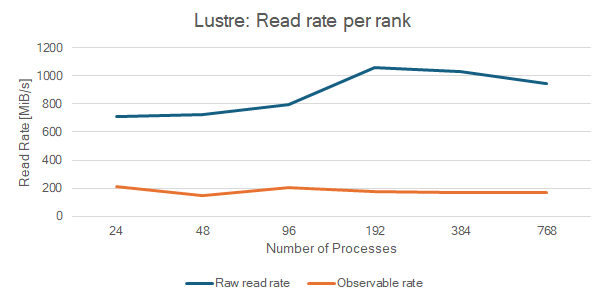 Lustre: Read rate per rank
1200
1000
800
600
400
200
0
Read Rate [MiB/s]
24 48 96 192 384 768
Number of Processes
Raw read rate Observable rate